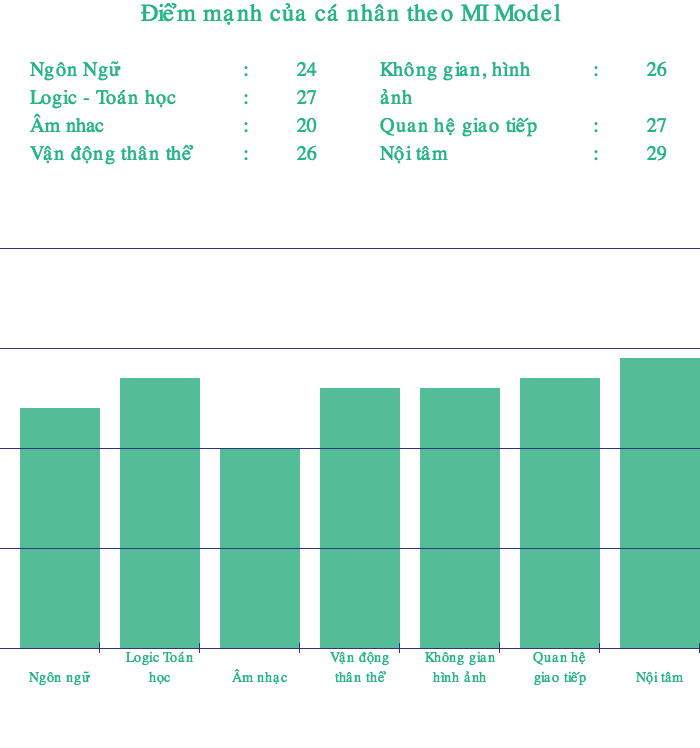 Điểm mạnh của cá nhân theo MI Model
Ngôn Ngữ : 24
Logic - Toán học : 27
Âm nhac : 20
Vận động thân thể : 26
Không gian, hình : 26
ảnh
Quan hệ giao tiếp : 27
Nội tâm : 29
Ngôn ngữ
Logic Toán
học
Âm nhạc
Vận động
thân thể
Không gian
hình ảnh
Quan hệ
giao tiếp
Nội tâm